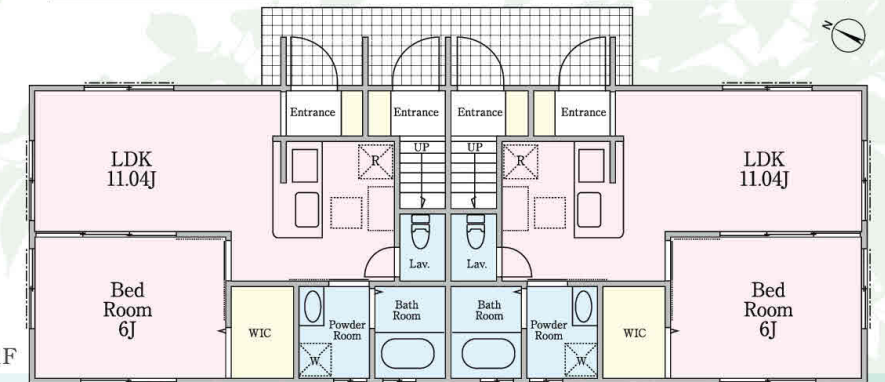 N
Entrance
Entrance
Entrance
Entrance
LDK
11.04J
R
UP
UP
R
LDK
11.04J
Lav.
Lav.
Bed
Room
6J
WIC
Powder
Room
W
Bath
Room
Bath
Room
Powder
Room
W
WIC
Bed
Room
6J
F